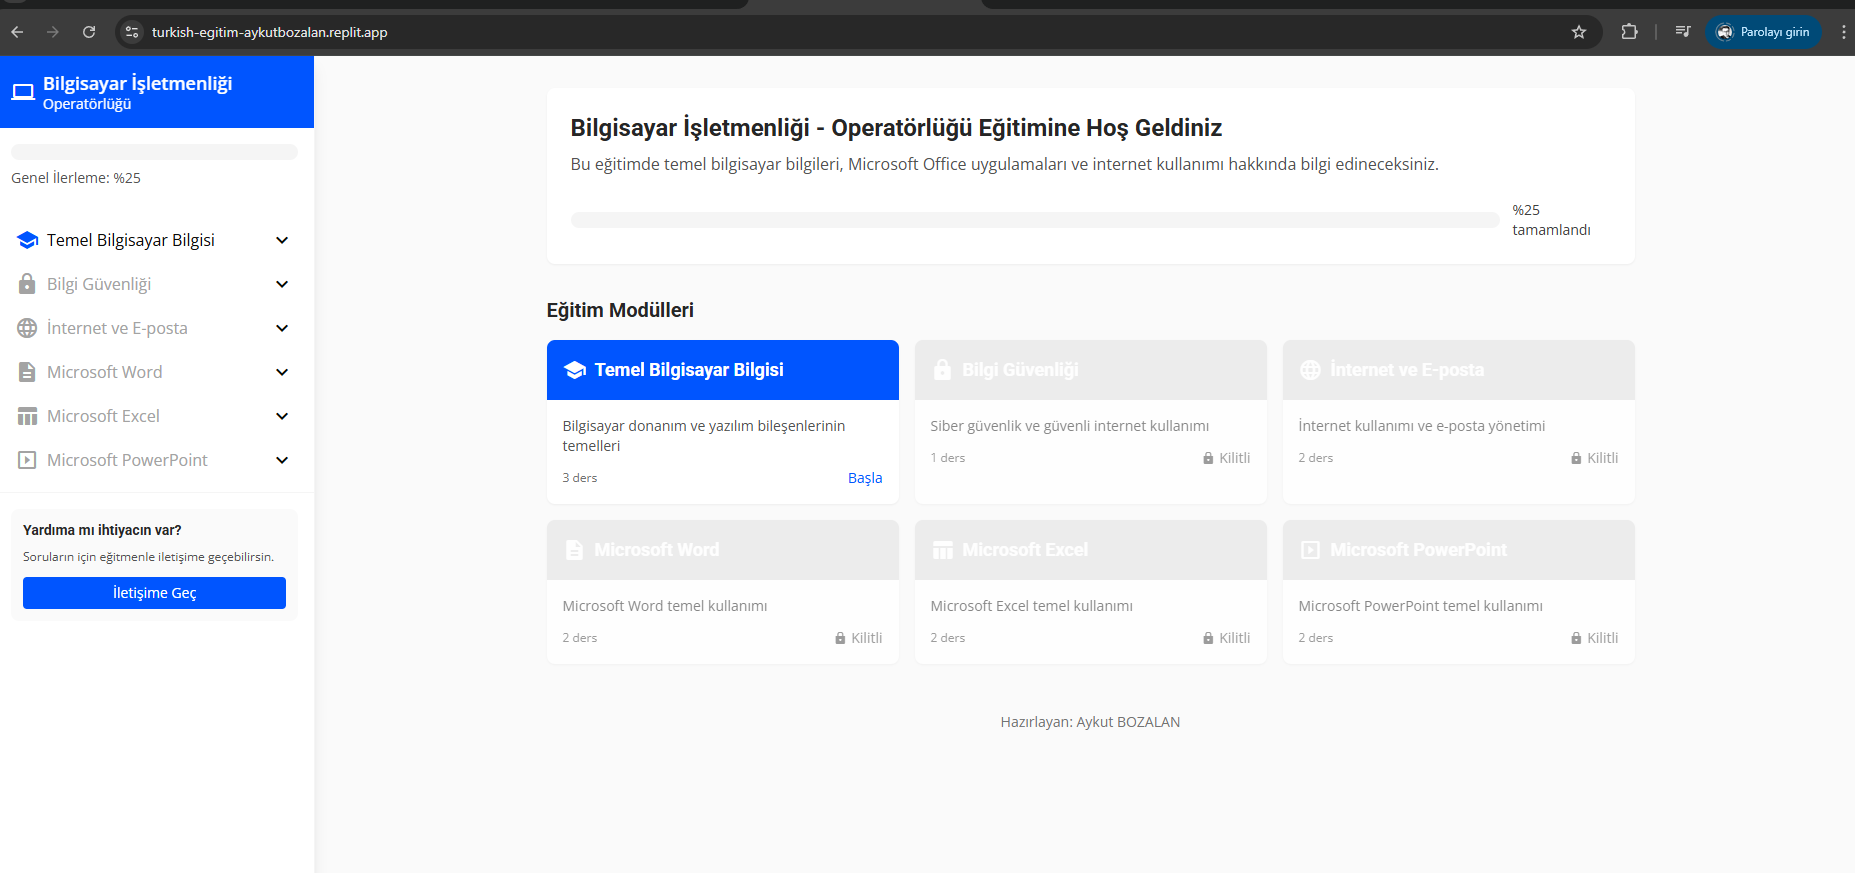 turkish-egitim-aykutbozalan.replit.app
Parolayı girin
Bilgisayar İşletmenliği
Operatörlüğü
Genel İlerleme: %25
Temel Bilgisayar Bilgisi
Bilgi Güvenliği
İnternet ve E-posta
Microsoft Word
Microsoft Excel
Microsoft PowerPoint
Yardıma mı ihtiyacın var?
Soruların için eğitmenle iletişime geçebilirsin.
İletişime Geç
Bilgisayar İşletmenliği - Operatörlüğü Eğitimine Hoş Geldiniz
Bu eğitimde temel bilgisayar bilgileri, Microsoft Office uygulamaları ve internet kullanımı hakkında bilgi edineceksiniz.
%25
tamamlandı
Eğitim Modülleri
Temel Bilgisayar Bilgisi
Bilgisayar donanım ve yazılım bileşenlerinin
temelleri
3 ders
Başla
Bilgi Güvenliği
Siber güvenlik ve güvenli internet kullanımı
1 ders
Kilitli
İnternet ve E-posta
İnternet kullanımı ve e-posta yönetimi
2 ders
Kilitli
Microsoft Word
Microsoft Word temel kullanımı
2 ders
Kilitli
Microsoft Excel
Microsoft Excel temel kullanımı
2 ders
Kilitli
Microsoft PowerPoint
Microsoft PowerPoint temel kullanımı
2 ders
Kilitli
Hazırlayan: Aykut BOZALAN